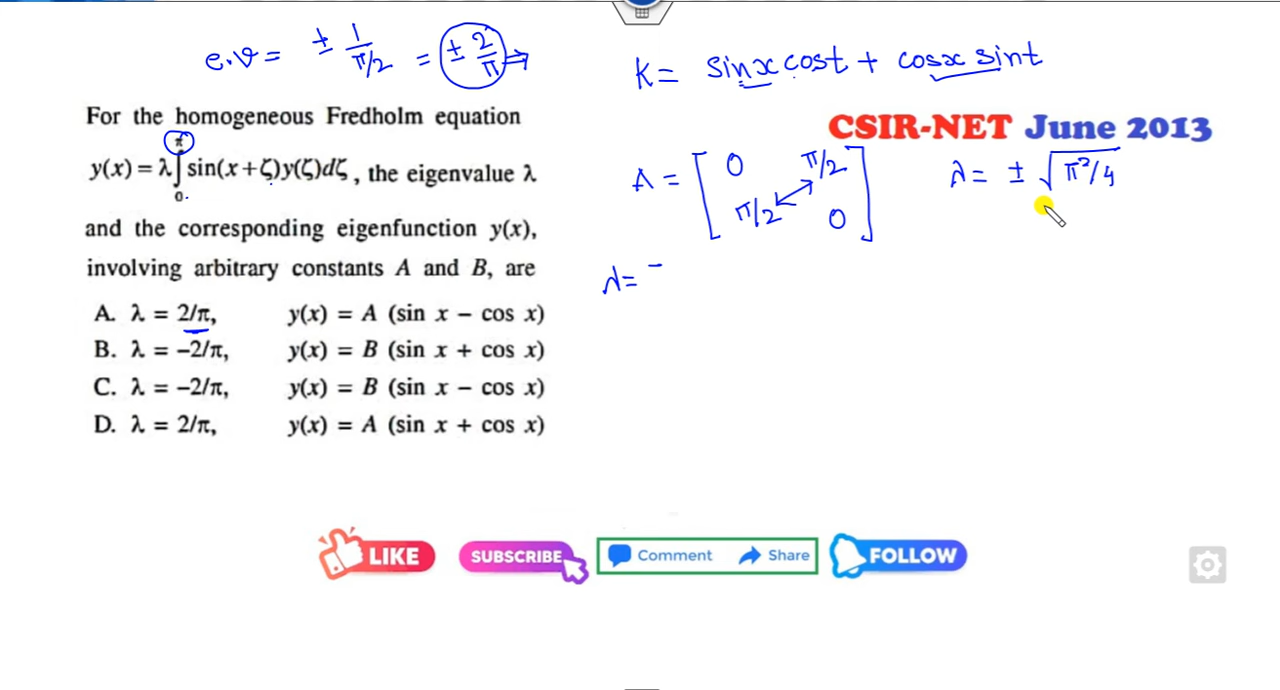 e.v = ± 1/π/2 = ± 2/π ⇒
K = sinx cost + cosx sint
For the homogeneous Fredholm equation
y(x) = λ∫₀^π sin(x + ζ)y(ζ)dζ, the eigenvalue λ
and the corresponding eigenfunction y(x),
involving arbitrary constants A and B, are
A. λ = 2/π, y(x) = A (sin x − cos x)
B. λ = −2/π, y(x) = B (sin x + cos x)
C. λ = −2/π, y(x) = B (sin x − cos x)
D. λ = 2/π, y(x) = A (sin x + cos x)
CSIR-NET June 2013
A = [0 π/2
π/2 0]
λ = ± √π²/4
λ = −
LIKE
SUBSCRIBE
Comment
Share
FOLLOW